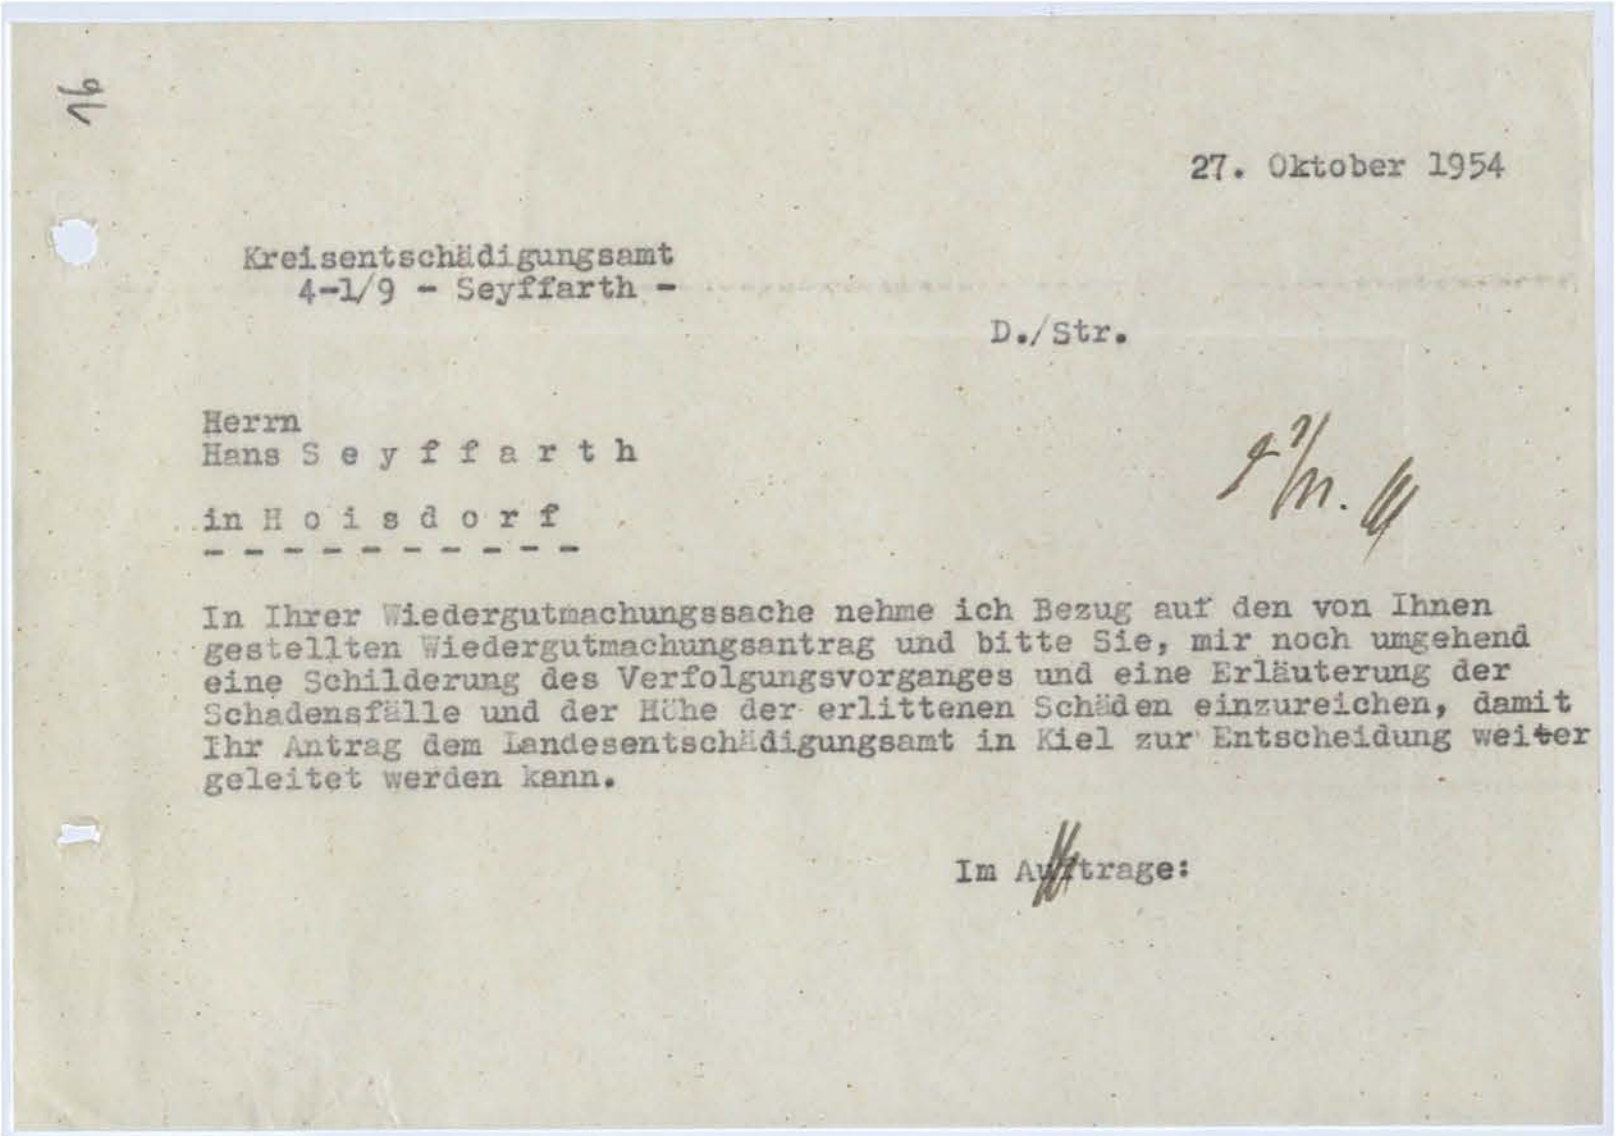 16
27. Oktober 1954
Kreisentschädigungsamt
4-1/9 - Seyffarth -
D./Str.
Herrn
Hans S e y f f a r t h
in H o i s d o r f
- - - - - - - - - -
In Ihrer Wiedergutmachungssache nehme ich Bezug auf den von Ihnen
gestellten Wiedergutmachungsantrag und bitte Sie, mir noch umgehend
eine Schilderung des Verfolgungsvorganges und eine Erläuterung der
Schadensfälle und der Höhe der erlittenen Schäden einzureichen, damit
Ihr Antrag dem Landesentschädigungsamt in Kiel zur Entscheidung weiter
geleitet werden kann.
Im Auftrage: